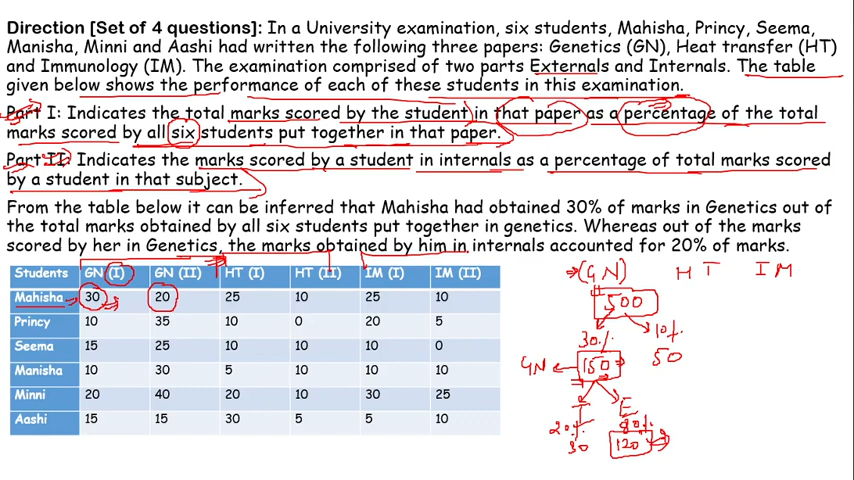 Direction [Set of 4 questions]: In a University examination, six students, Mahisha, Princy, Seema,
Manisha, Minni and Aashi had written the following three papers: Genetics (GN), Heat transfer (HT)
and Immunology (IM). The examination comprised of two parts Externals and Internals. The table
given below shows the performance of each of these students in this examination.
Part I: Indicates the total marks scored by the student in that paper as a percentage of the total
marks scored by all six students put together in that paper.
Part II: Indicates the marks scored by a student in internals as a percentage of total marks scored
by a student in that subject.
From the table below it can be inferred that Mahisha had obtained 30% of marks in Genetics out of
the total marks obtained by all six students put together in genetics. Whereas out of the marks
scored by her in Genetics, the marks obtained by him in internals accounted for 20% of marks.
Students GN (I) GN (II) HT (I) HT (II) IM (I) IM (II)
Mahisha 30 20 25 10 25 10
Princy 10 35 10 0 20 5
Seema 15 25 10 10 10 0
Manisha 10 30 5 10 10 10
Minni 20 40 20 10 30 25
Aashi 15 15 30 5 5 10
(GN) HT IM
500
30% 10%
GN 150 50
I E
20% 80%
30 120